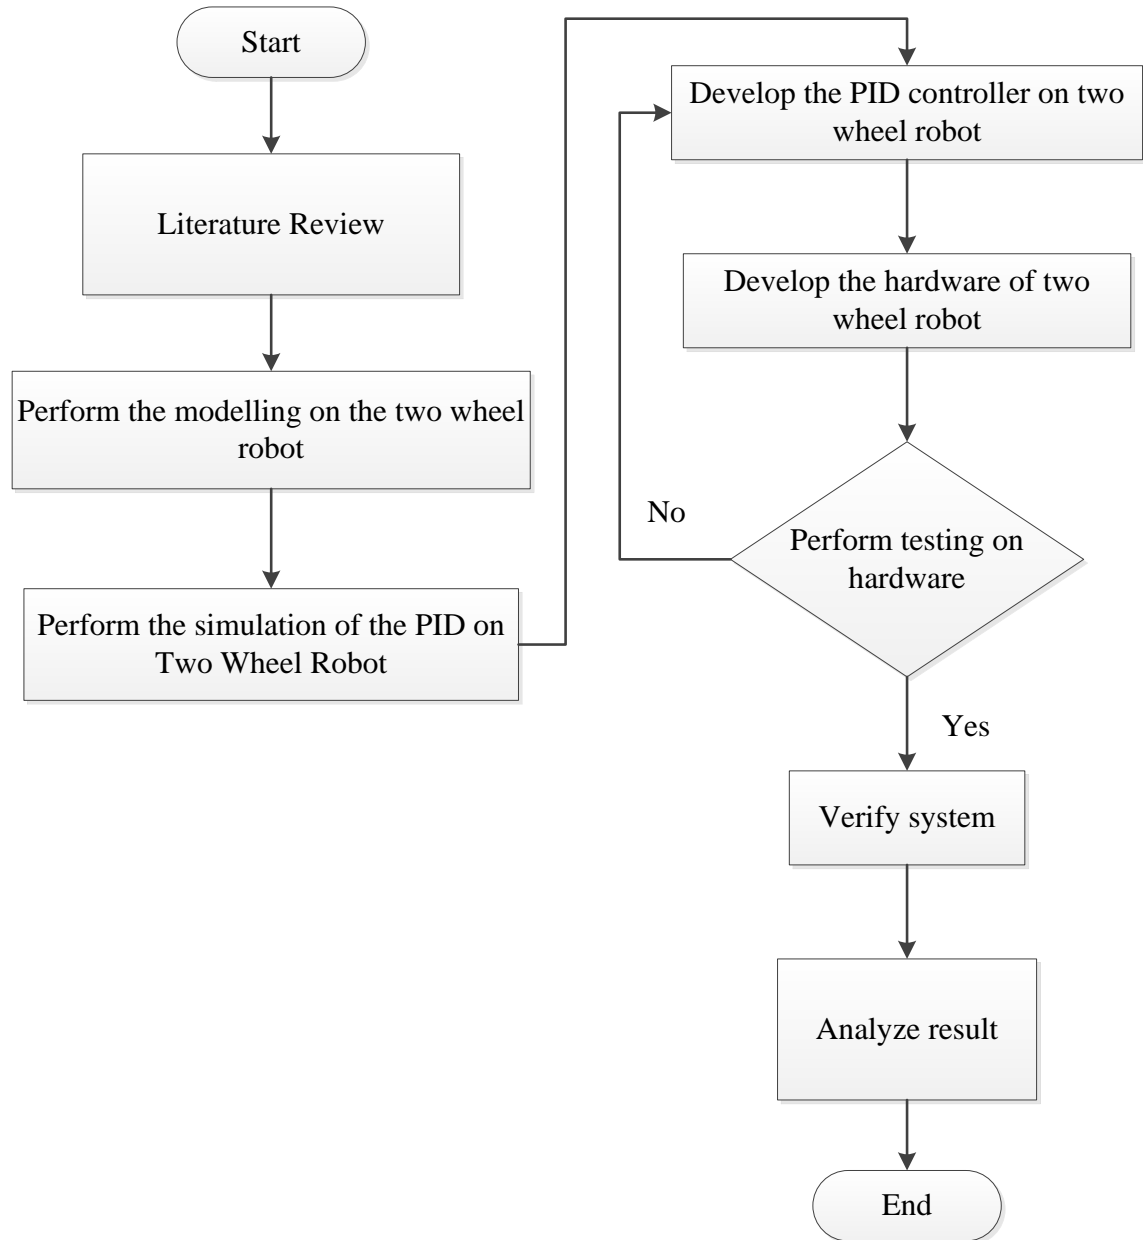 Start
Literature Review
Perform the modelling on the two wheel
robot
Perform the simulation of the PID on
Two Wheel Robot
Develop the PID controller on two
wheel robot
Develop the hardware of two
wheel robot
No
Perform testing on
hardware
Yes
Verify system
Analyze result
End